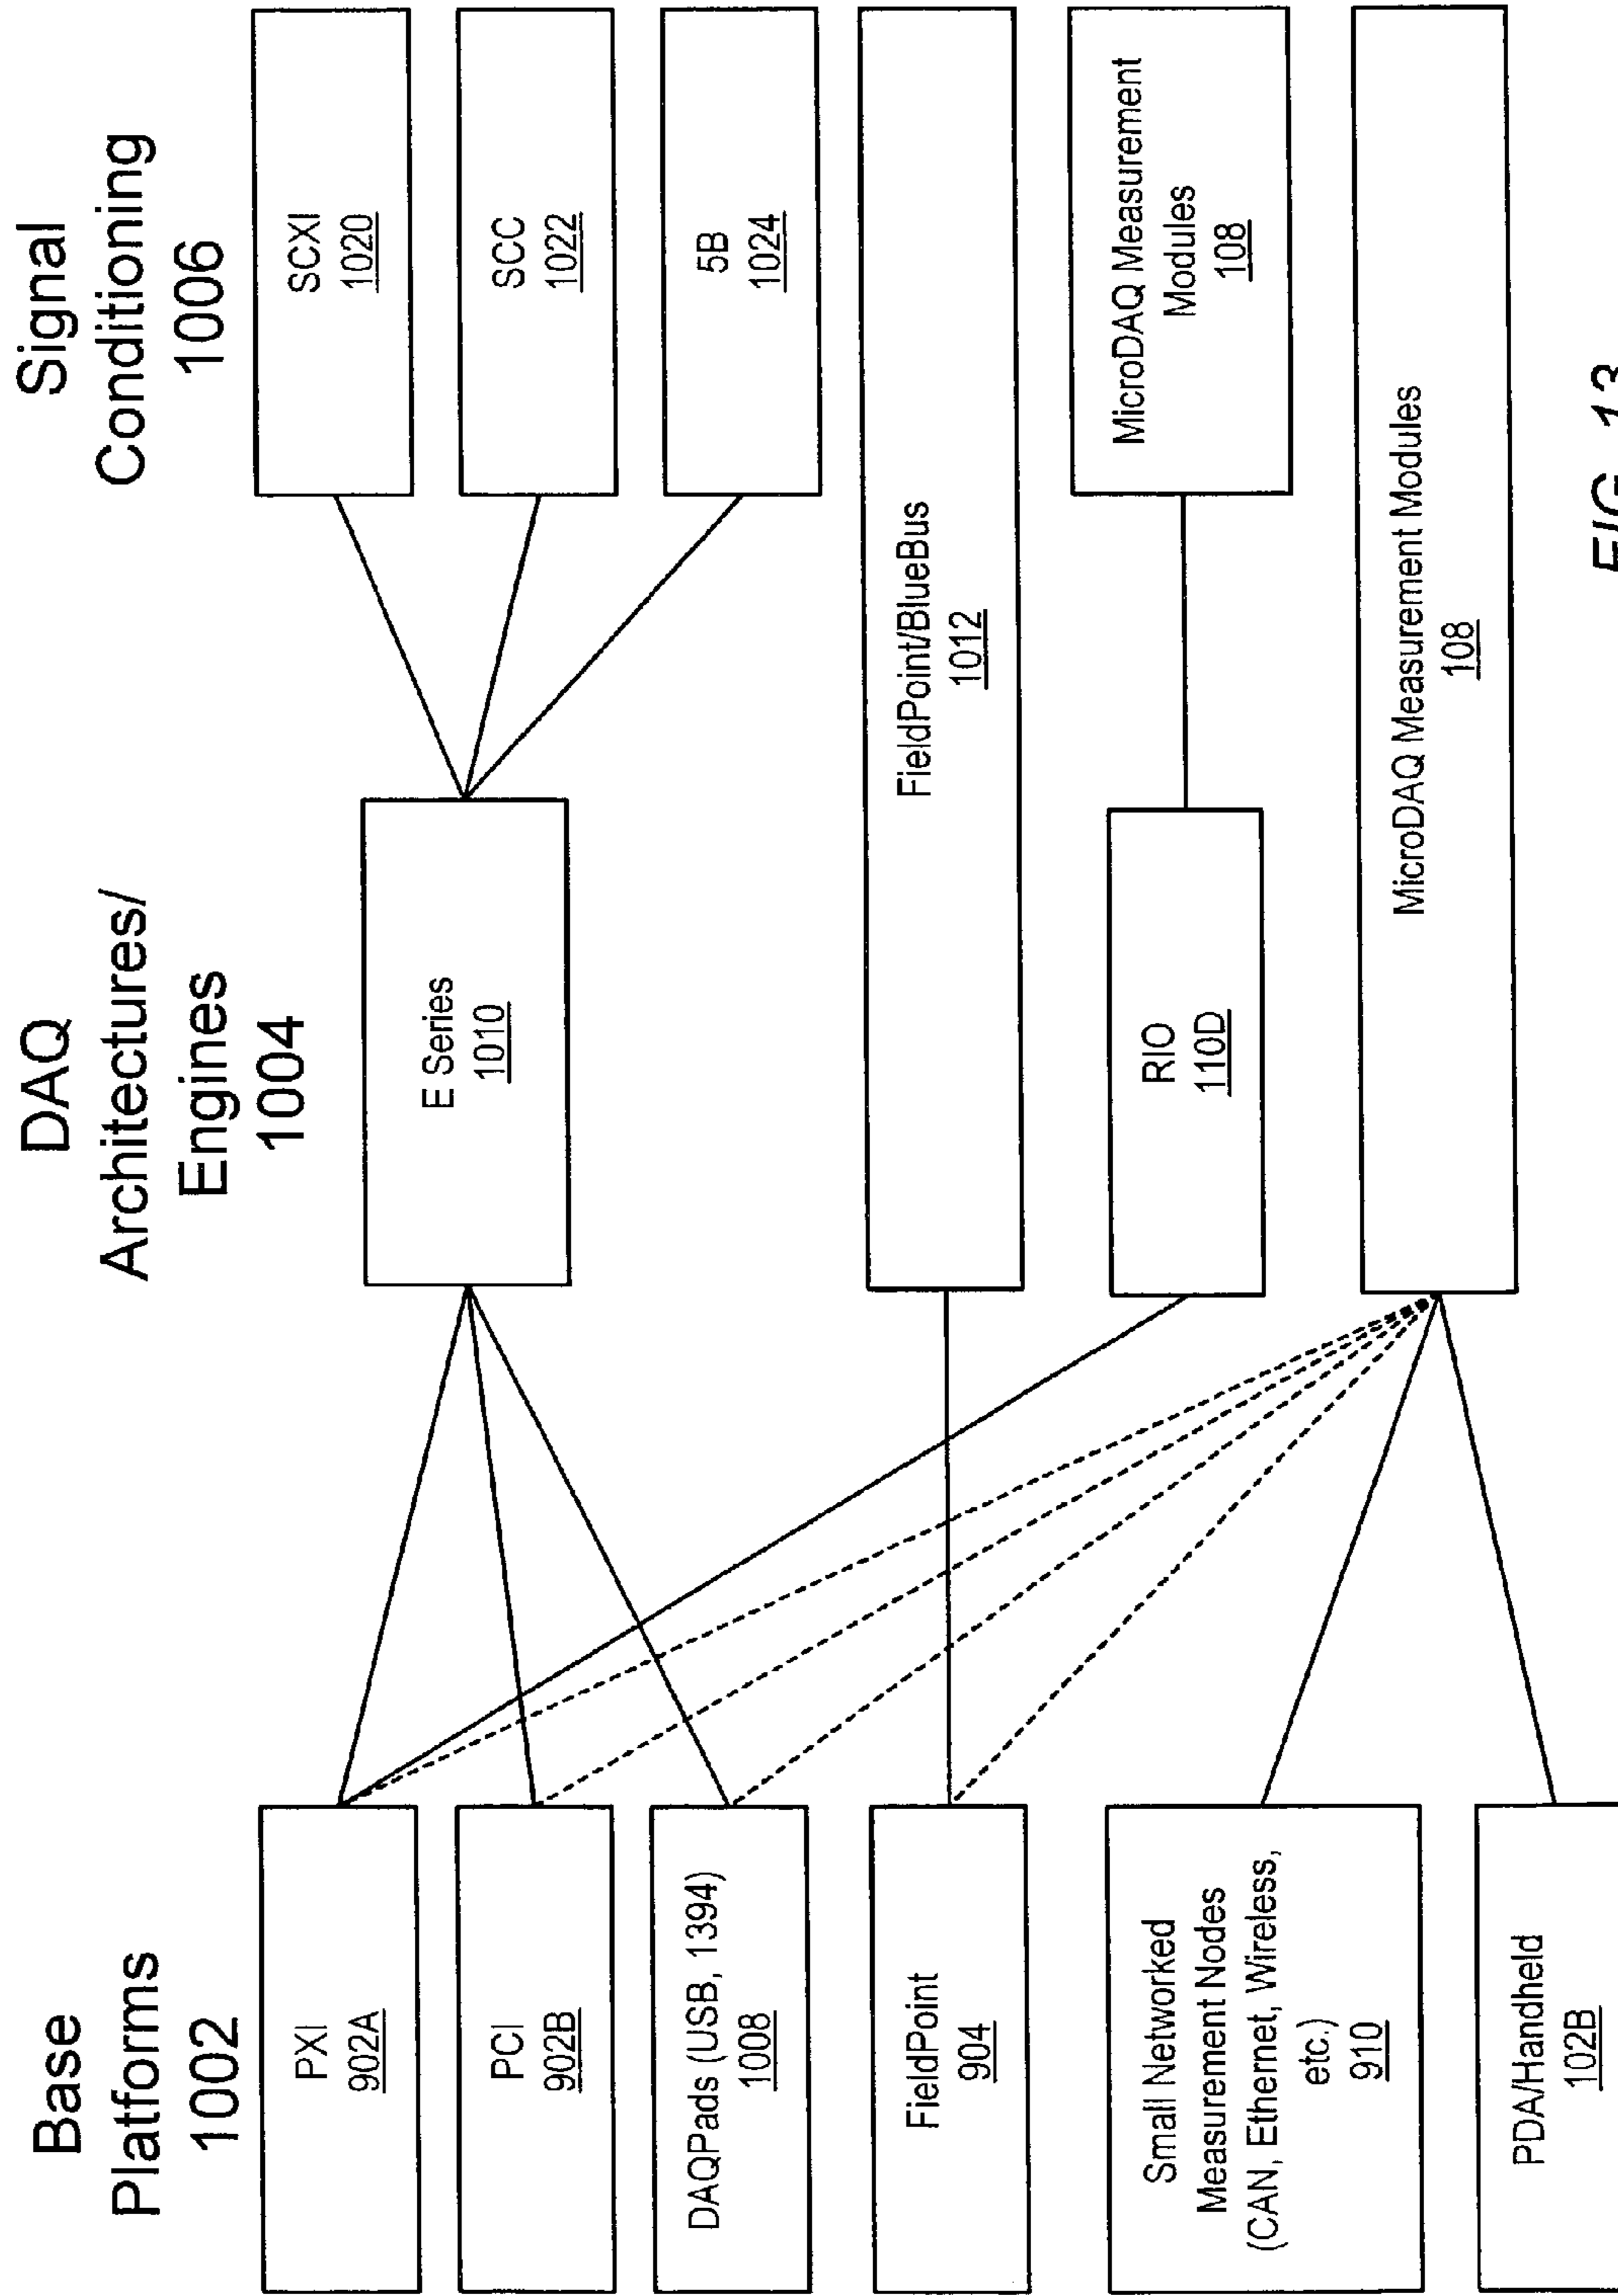 Base
Platforms
1002
DAQ
Architectures/
Engines
1004
Signal
Conditioning
1006
PXI
902A
PCI
902B
DAQPads (USB, 1394)
1008
FieldPoint
904
Small Networked
Measurement Nodes
(CAN, Ethernet, Wireless,
etc.)
910
PDA/Handheld
102B
E Series
1010
FieldPoint/BlueBus
1012
RIO
110D
MicroDAQ Measurement Modules
108
SCXI
1020
SCC
1022
5B
1024
MicroDAQ Measurement
Modules
108
FIG. 13